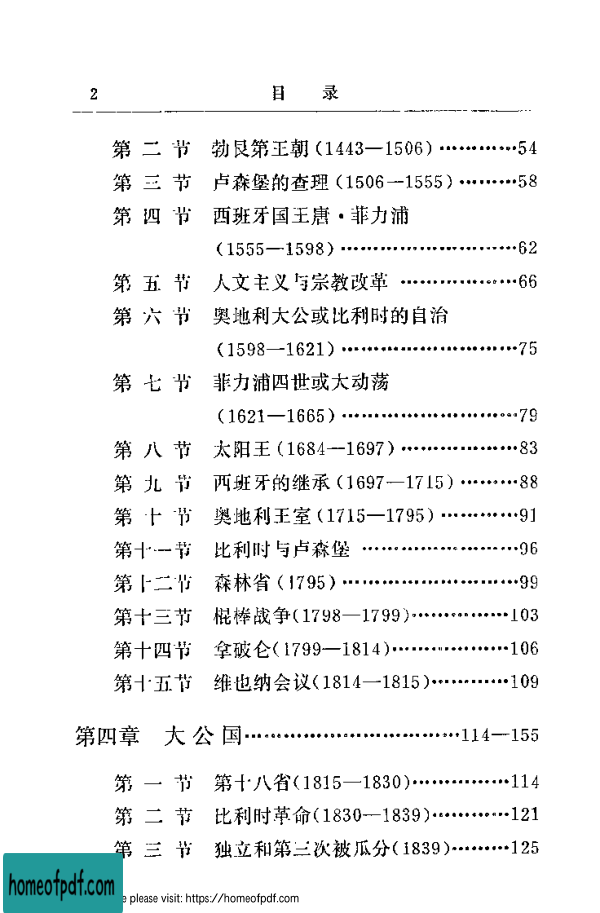 2 目 录
第二节 勃艮第王朝(1443—1506)…………54
第三节 卢森堡的查理(1506—1555)………58
第四节 西班牙国王唐·菲力浦
(1555—1598)………………………62
第五节 人文主义与宗教改革 ………………66
第六节 奥地利大公或比利时的自治
(1598—1621)………………………75
第七节 菲力浦四世或大动荡
(1621—1665)………………………79
第八节 太阳王(1684—1697)………………83
第九节 西班牙的继承(1697—1715)………88
第十节 奥地利王室(1715—1795)…………91
第十一节 比利时与卢森堡 ……………………96
第十二节 森林省(1795)………………………99
第十三节 棍棒战争(1798—1799)……………103
第十四节 拿破仑(1799—1814)………………106
第十五节 维也纳会议(1814—1815)…………109
第四章 大公国……………………………114—155
第一节 第十八省(1815—1830)……………114
第二节 比利时革命(1830—1839)…………121
第三节 独立和第三次被瓜分(1839)………125
homeofpdf.com
e please visit: https://homeofpdf.com